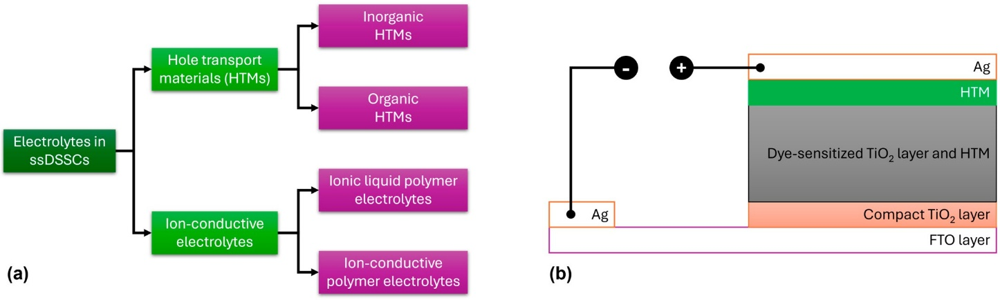 Electrolytes in
ssDSSCs
Hole transport
materials (HTMs)
Ion-conductive
electrolytes
Inorganic
HTMs
Organic
HTMs
Ionic liquid polymer
electrolytes
Ion-conductive
polymer electrolytes
(a)
-
+
Ag
HTM
Dye-sensitized TiO₂ layer and HTM
Compact TiO₂ layer
Ag
FTO layer
(b)